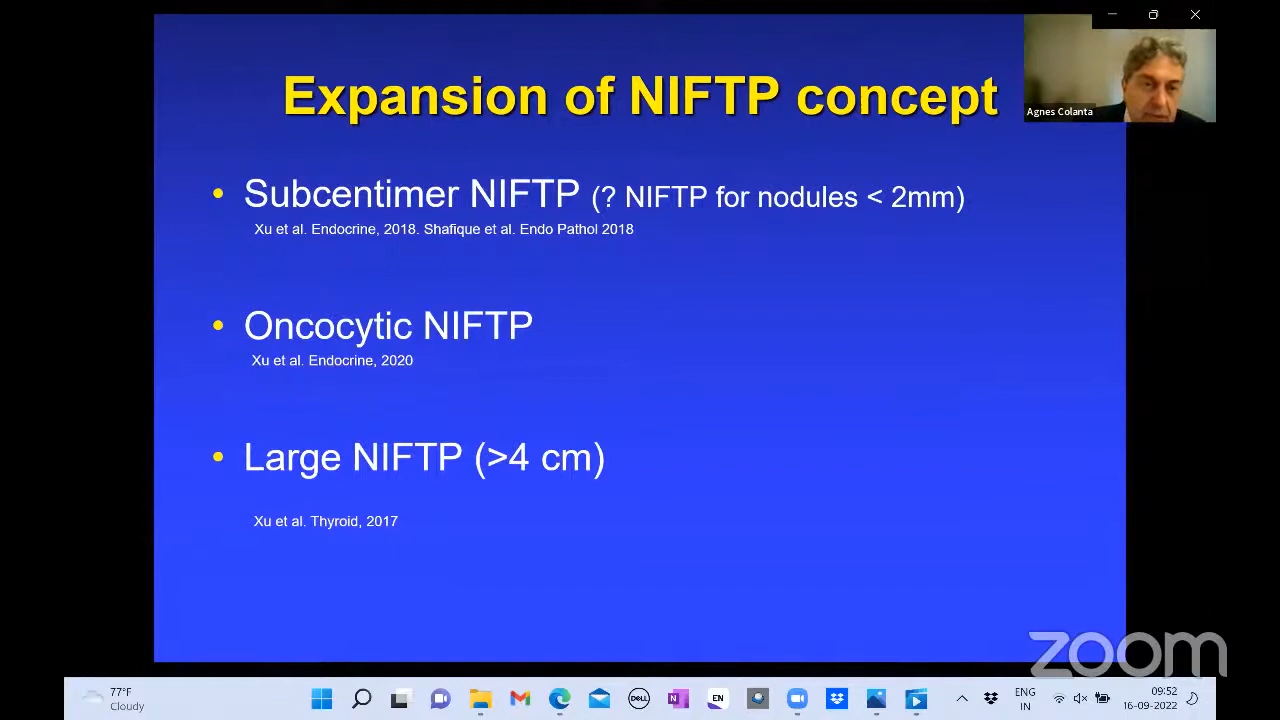 Expansion of NIFTP concept
Agnes Colanta
• Subcentimer NIFTP (? NIFTP for nodules < 2mm)
Xu et al. Endocrine, 2018. Shafique et al. Endo Pathol 2018
• Oncocytic NIFTP
Xu et al. Endocrine, 2020
• Large NIFTP (>4 cm)
Xu et al. Thyroid, 2017
zoom
77°F
Cloudy
DELL
N
EN
ENG
IN
09:52
16-09-2022